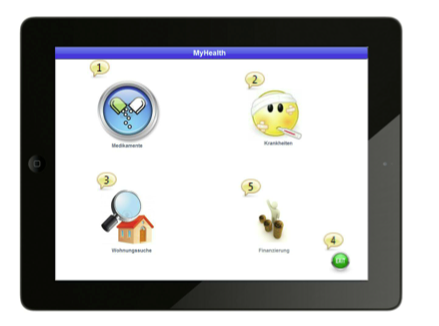 MyHealth
1
Medikamente
2
Krankheiten
3
Wohnungssuche
5
Finanzierung
4